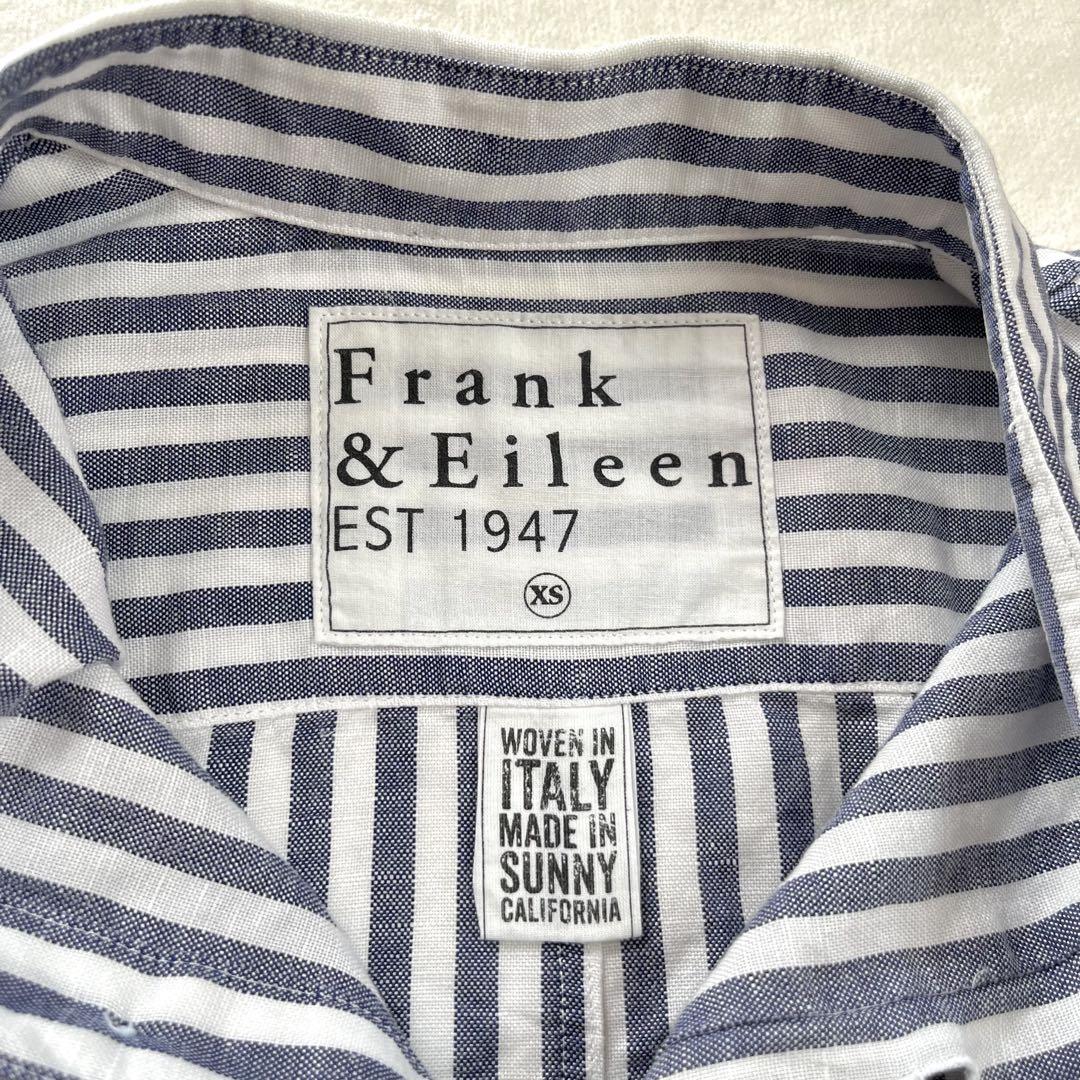 Frank
& Eileen
EST 1947
XS
WOVEN IN
ITALY
MADE IN
SUNNY
CALIFORNIA